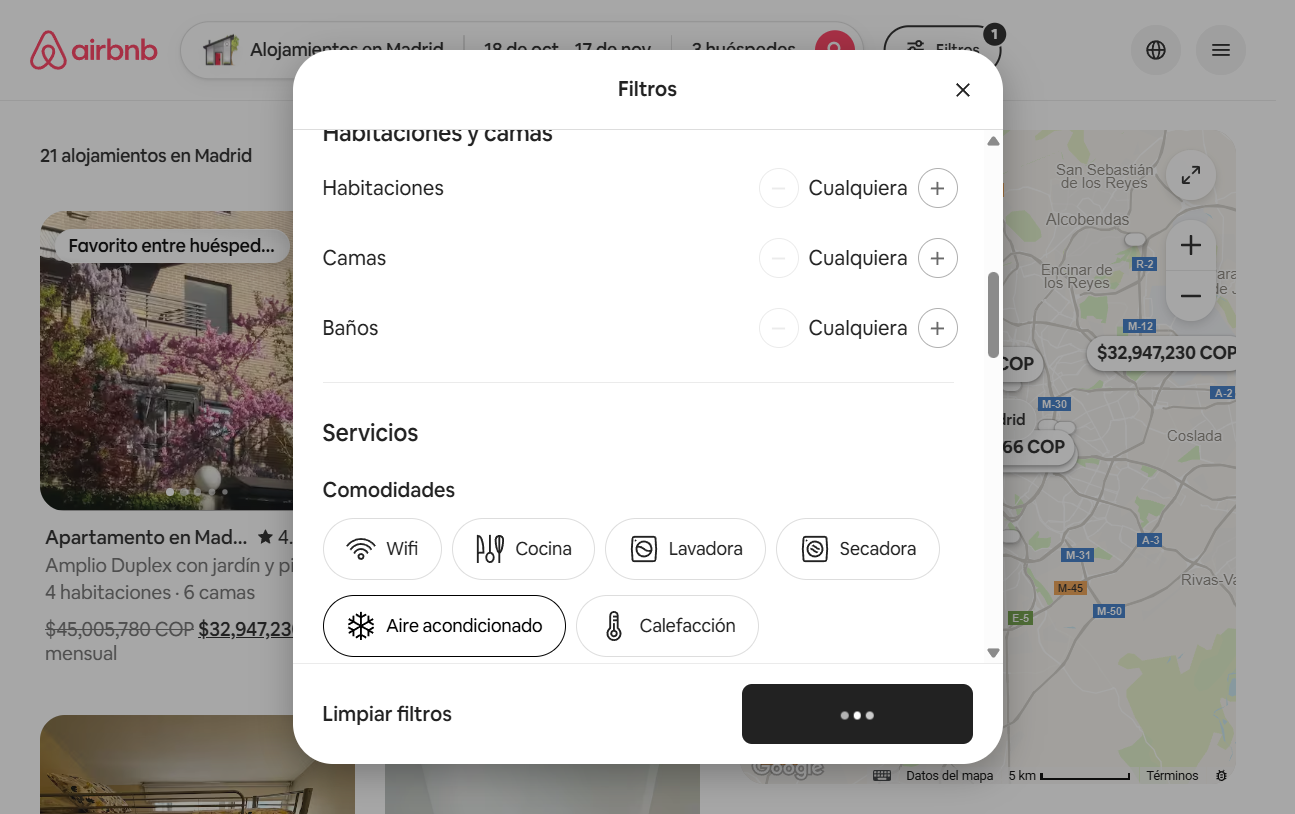 airbnb
Alojamientos en Madrid
18 de oct - 17 de nov
3 huéspedes
Filtros
1
Filtros
21 alojamientos en Madrid
Favorito entre huésped...
Apartamento en Mad... ★ 4.
Amplio Duplex con jardín y pi
4 habitaciones · 6 camas
$45,005,780 COP $32,947,230
mensual
Habitaciones y camas
Habitaciones
Cualquiera
Camas
Cualquiera
Baños
Cualquiera
Servicios
Comodidades
Wifi
Cocina
Lavadora
Secadora
Aire acondicionado
Calefacción
Limpiar filtros
San Sebastián
de los Reyes
Alcobendas
R-2
Encinar de
los Reyes
M-12
$32,947,230 COP
COP
A-2
M-30
drid
66 COP
Coslada
A-3
M-31
Rivas-Va
M-45
M-50
E-5
Google
Datos del mapa
5 km
Términos